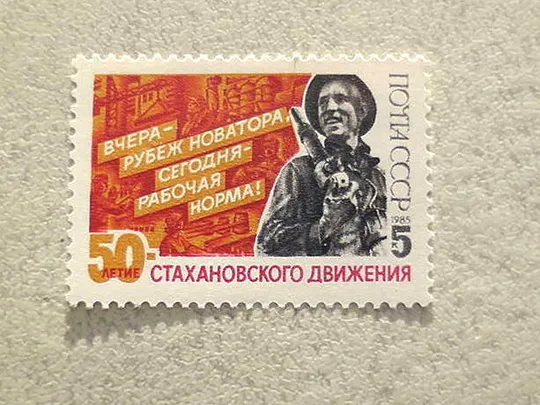 ВЧЕРА-
РУБЕЖ НОВАТОРА,
СЕГОДНЯ-
РАБОЧАЯ
НОРМА!
ПОЧТА СССР
1985
5 к
50-
ЛЕТИЕ
СТАХАНОВСКОГО ДВИЖЕНИЯ